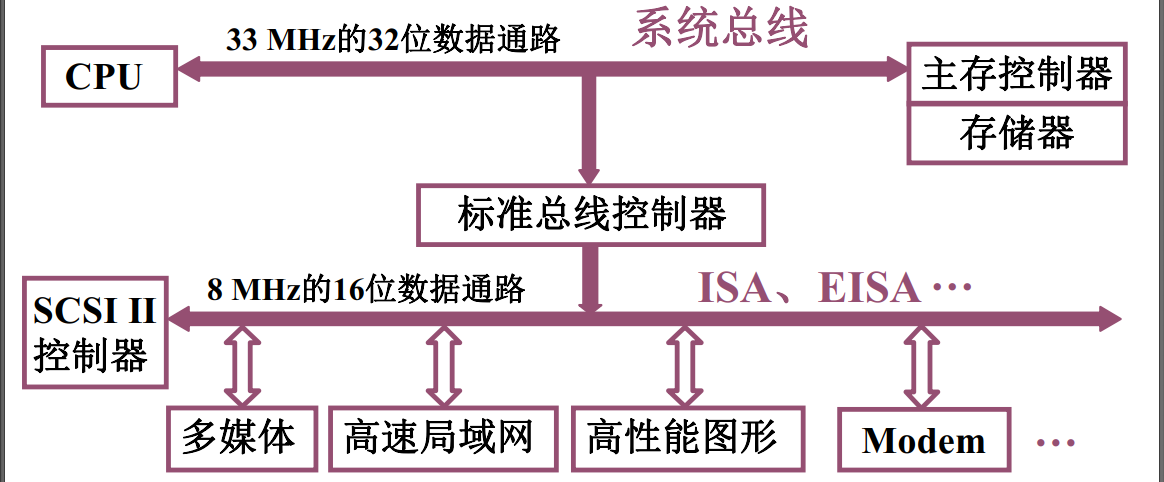 33 MHz的32位数据通路
系统总线
CPU
主存控制器
存储器
标准总线控制器
8 MHz的16位数据通路
ISA、EISA …
SCSI II
控制器
多媒体
高速局域网
高性能图形
Modem
…